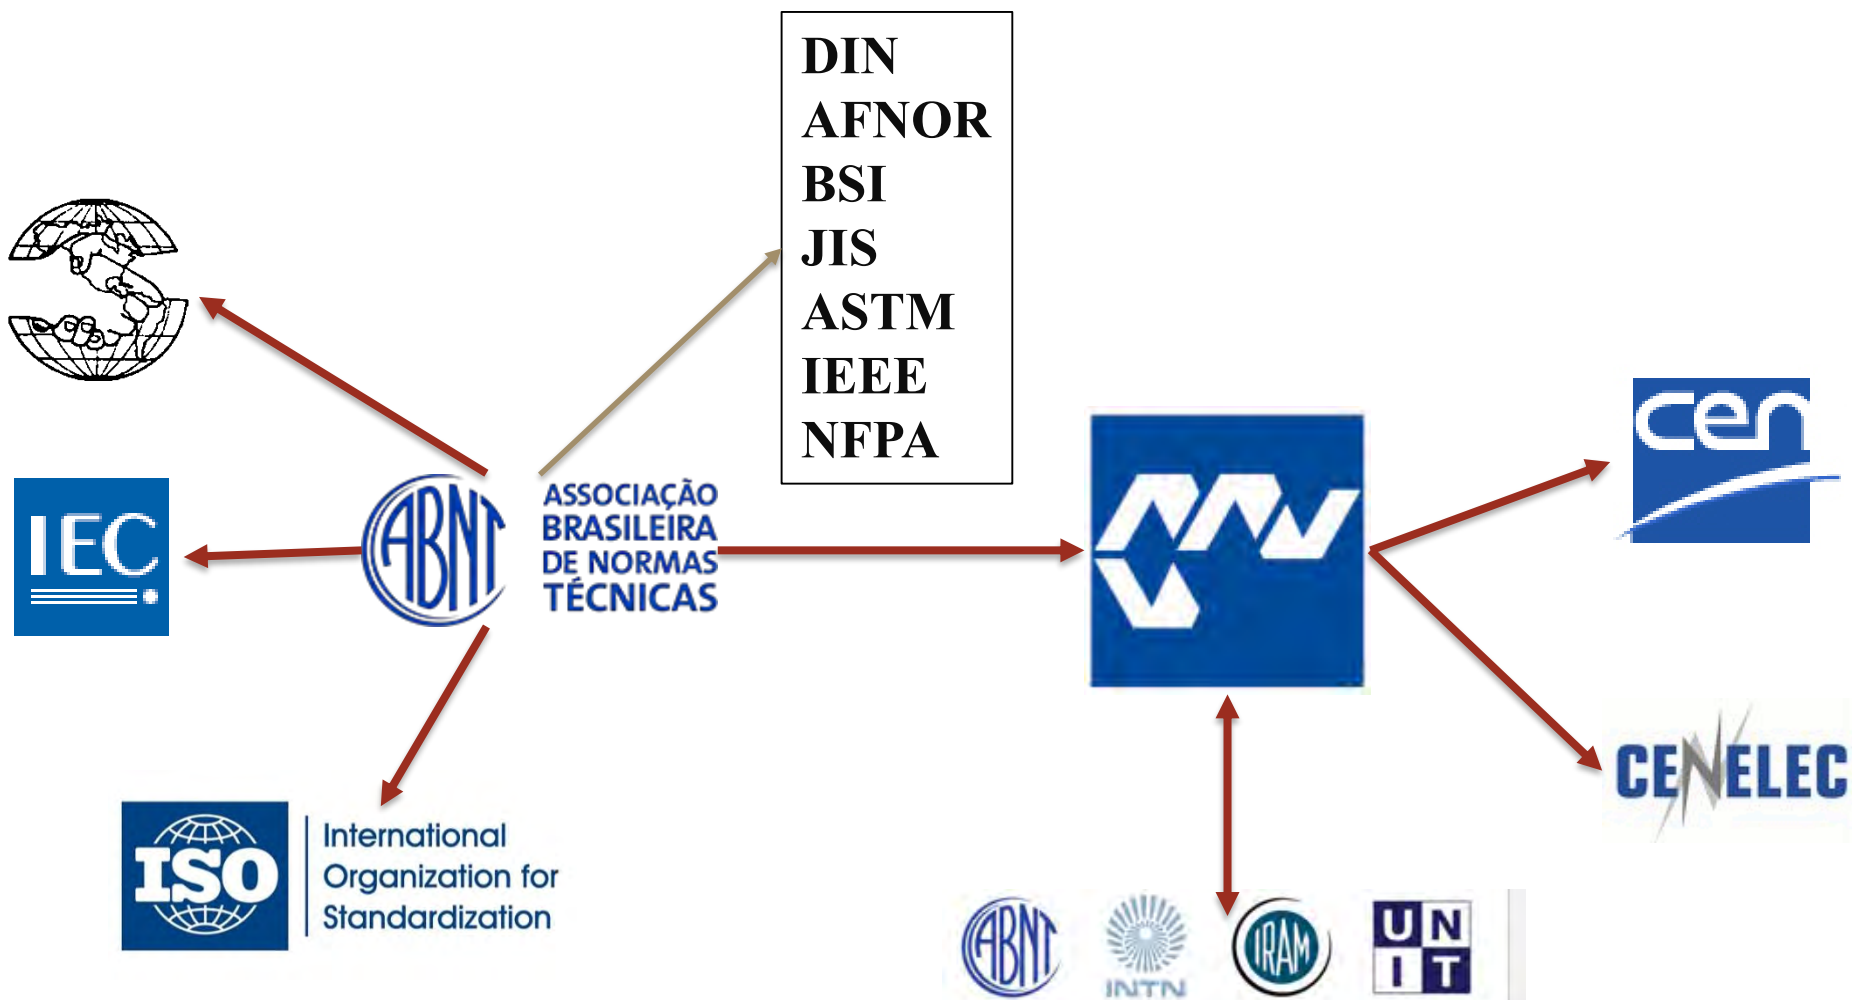 DIN
AFNOR
BSI
JIS
ASTM
IEEE
NFPA
IEC
ABNT
ASSOCIAÇÃO
BRASILEIRA
DE NORMAS
TÉCNICAS
cen
CENELEC
ISO
International
Organization for
Standardization
ABNT
INTN
IRAM
UNIT